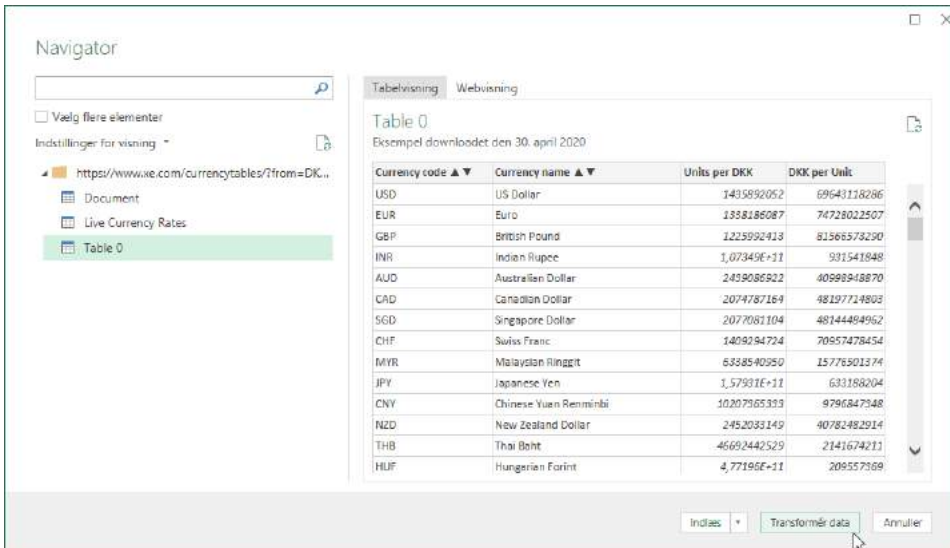 Navigator
Vælg flere elementer
Indstillinger for visning
https://www.xe.com/currencytables/?from=DK...
Document
Live Currency Rates
Table 0
Tabelvisning Webvisning
Table 0
Eksempel downloadet den 30. april 2020
Currency code ▲▼ Currency name ▲▼ Units per DKK DKK per Unit
USD US Dollar 1435892052 69643118286
EUR Euro 1338186087 74728022507
GBP British Pound 1225992413 81566573290
INR Indian Rupee 1,07349E+11 931541848
AUD Australian Dollar 2439086922 40998948870
CAD Canadian Dollar 2074787164 48197714803
SGD Singapore Dollar 2077081104 48144484962
CHF Swiss Franc 1409294724 70957478454
MYR Malaysian Ringgit 6338540950 15776501374
JPY Japanese Yen 1,57931E+11 633188204
CNY Chinese Yuan Renminbi 10207365333 9796847348
NZD New Zealand Dollar 2452033149 40782482914
THB Thai Baht 46692442529 2141674211
HUF Hungarian Forint 4,77196E+11 209557369
Indlæs Transformér data Annuller